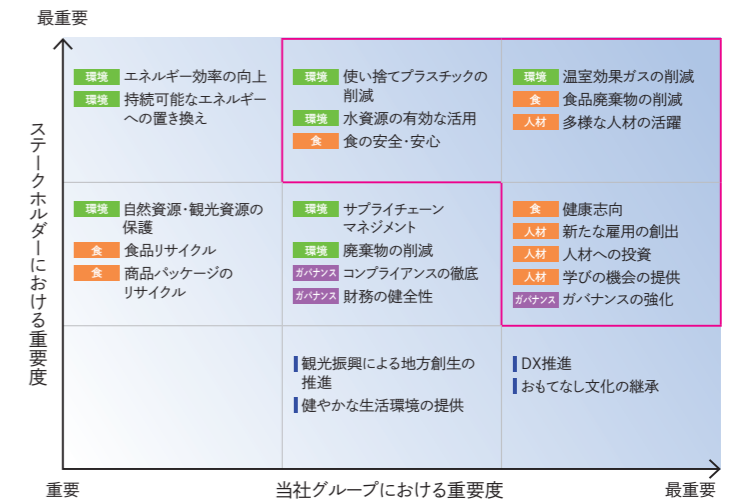 最重要
ステークホルダーにおける重要度
環境 エネルギー効率の向上
環境 持続可能なエネルギー
への置き換え
環境 使い捨てプラスチックの
削減
環境 水資源の有効な活用
食 食の安全・安心
環境 温室効果ガスの削減
食 食品廃棄物の削減
人材 多様な人材の活躍
環境 自然資源・観光資源の
保護
食 食品リサイクル
食 商品パッケージの
リサイクル
環境 サプライチェーン
マネジメント
環境 廃棄物の削減
ガバナンス コンプライアンスの徹底
ガバナンス 財務の健全性
食 健康志向
人材 新たな雇用の創出
人材 人材への投資
人材 学びの機会の提供
ガバナンス ガバナンスの強化
観光振興による地方創生の
推進
健やかな生活環境の提供
DX推進
おもてなし文化の継承
重要
当社グループにおける重要度
最重要